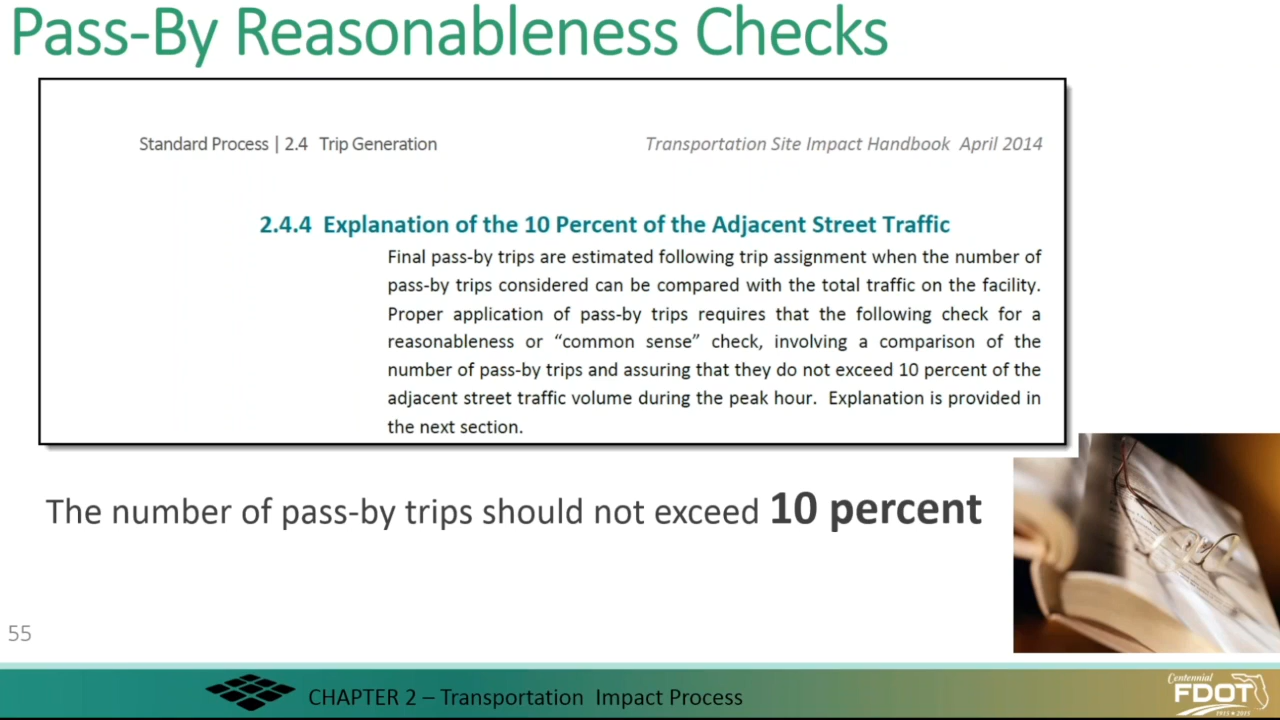 Pass-By Reasonableness Checks
Standard Process | 2.4 Trip Generation
Transportation Site Impact Handbook April 2014
2.4.4 Explanation of the 10 Percent of the Adjacent Street Traffic
Final pass-by trips are estimated following trip assignment when the number of
pass-by trips considered can be compared with the total traffic on the facility.
Proper application of pass-by trips requires that the following check for a
reasonableness or “common sense” check, involving a comparison of the
number of pass-by trips and assuring that they do not exceed 10 percent of the
adjacent street traffic volume during the peak hour. Explanation is provided in
the next section.
The number of pass-by trips should not exceed 10 percent
55
CHAPTER 2 – Transportation Impact Process
Centennial
FDOT
1915 ★ 2015